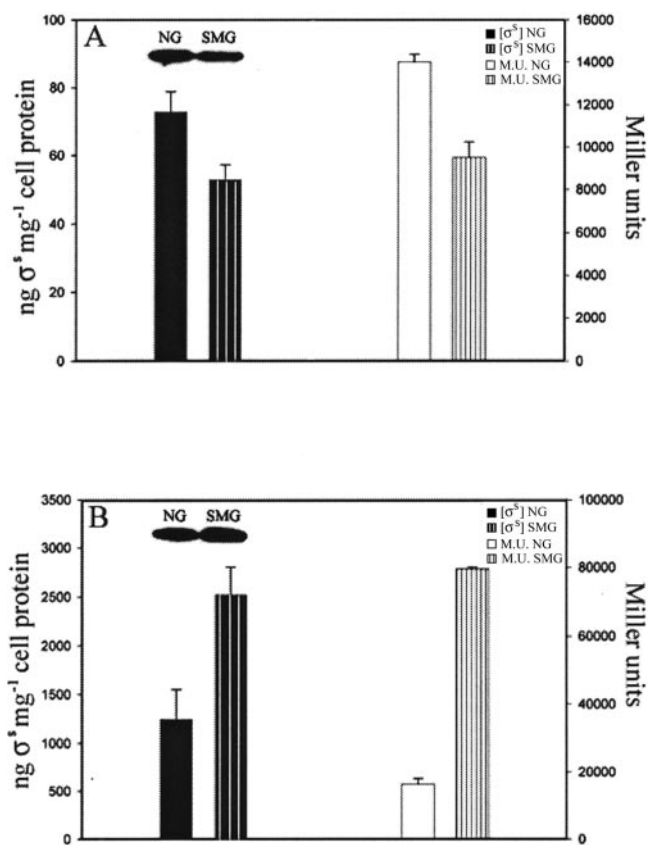 A
NG SMG
[σˢ] NG
[σˢ] SMG
M.U. NG
M.U. SMG
ng σˢ mg⁻¹ cell protein
100
80
60
40
20
0
Miller units
16000
14000
12000
10000
8000
6000
4000
2000
0
B
NG SMG
[σˢ] NG
[σˢ] SMG
M.U. NG
M.U. SMG
ng σˢ mg⁻¹ cell protein
3500
3000
2500
2000
1500
1000
500
0
Miller units
100000
80000
60000
40000
20000
0